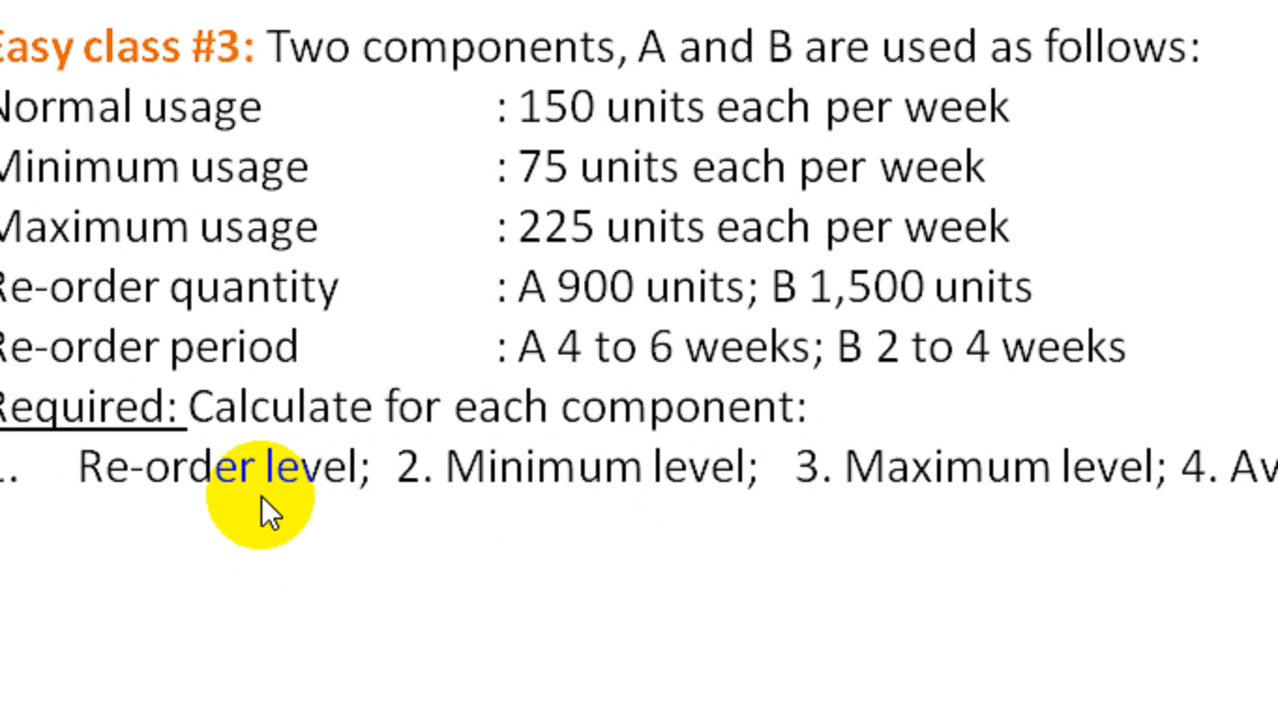 Easy class #3: Two components, A and B are used as follows:
Normal usage : 150 units each per week
Minimum usage : 75 units each per week
Maximum usage : 225 units each per week
Re-order quantity : A 900 units; B 1,500 units
Re-order period : A 4 to 6 weeks; B 2 to 4 weeks
Required: Calculate for each component:
1. Re-order level; 2. Minimum level; 3. Maximum level; 4.